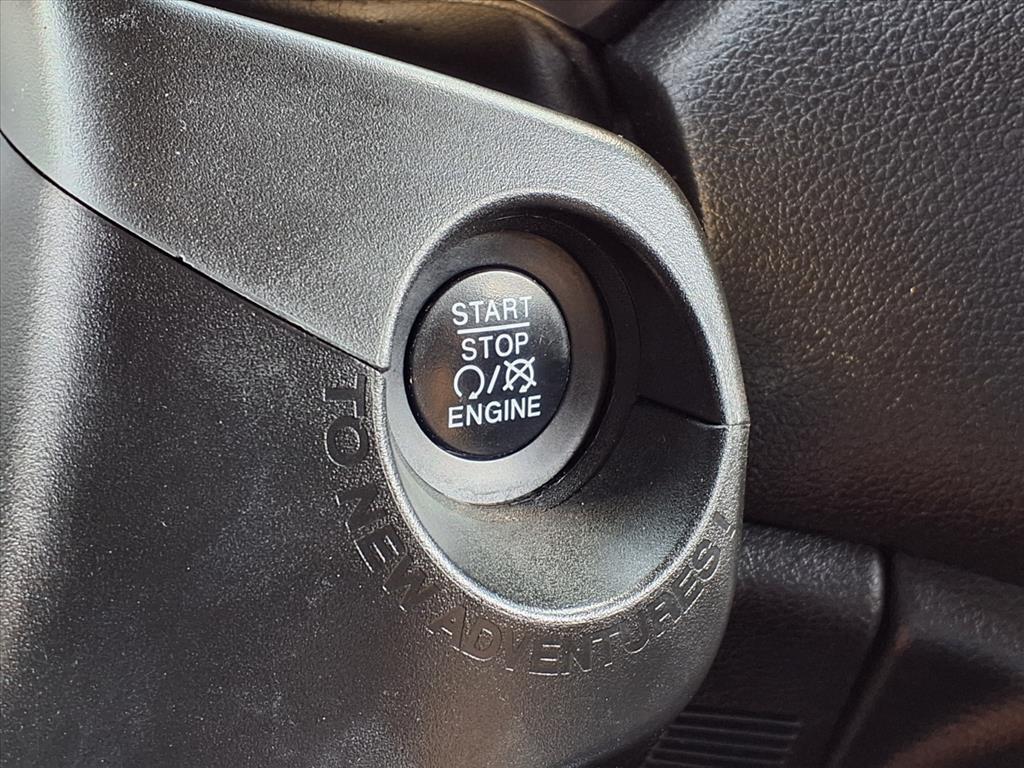 START
STOP
/
ENGINE
TO NEW ADVENTURES!